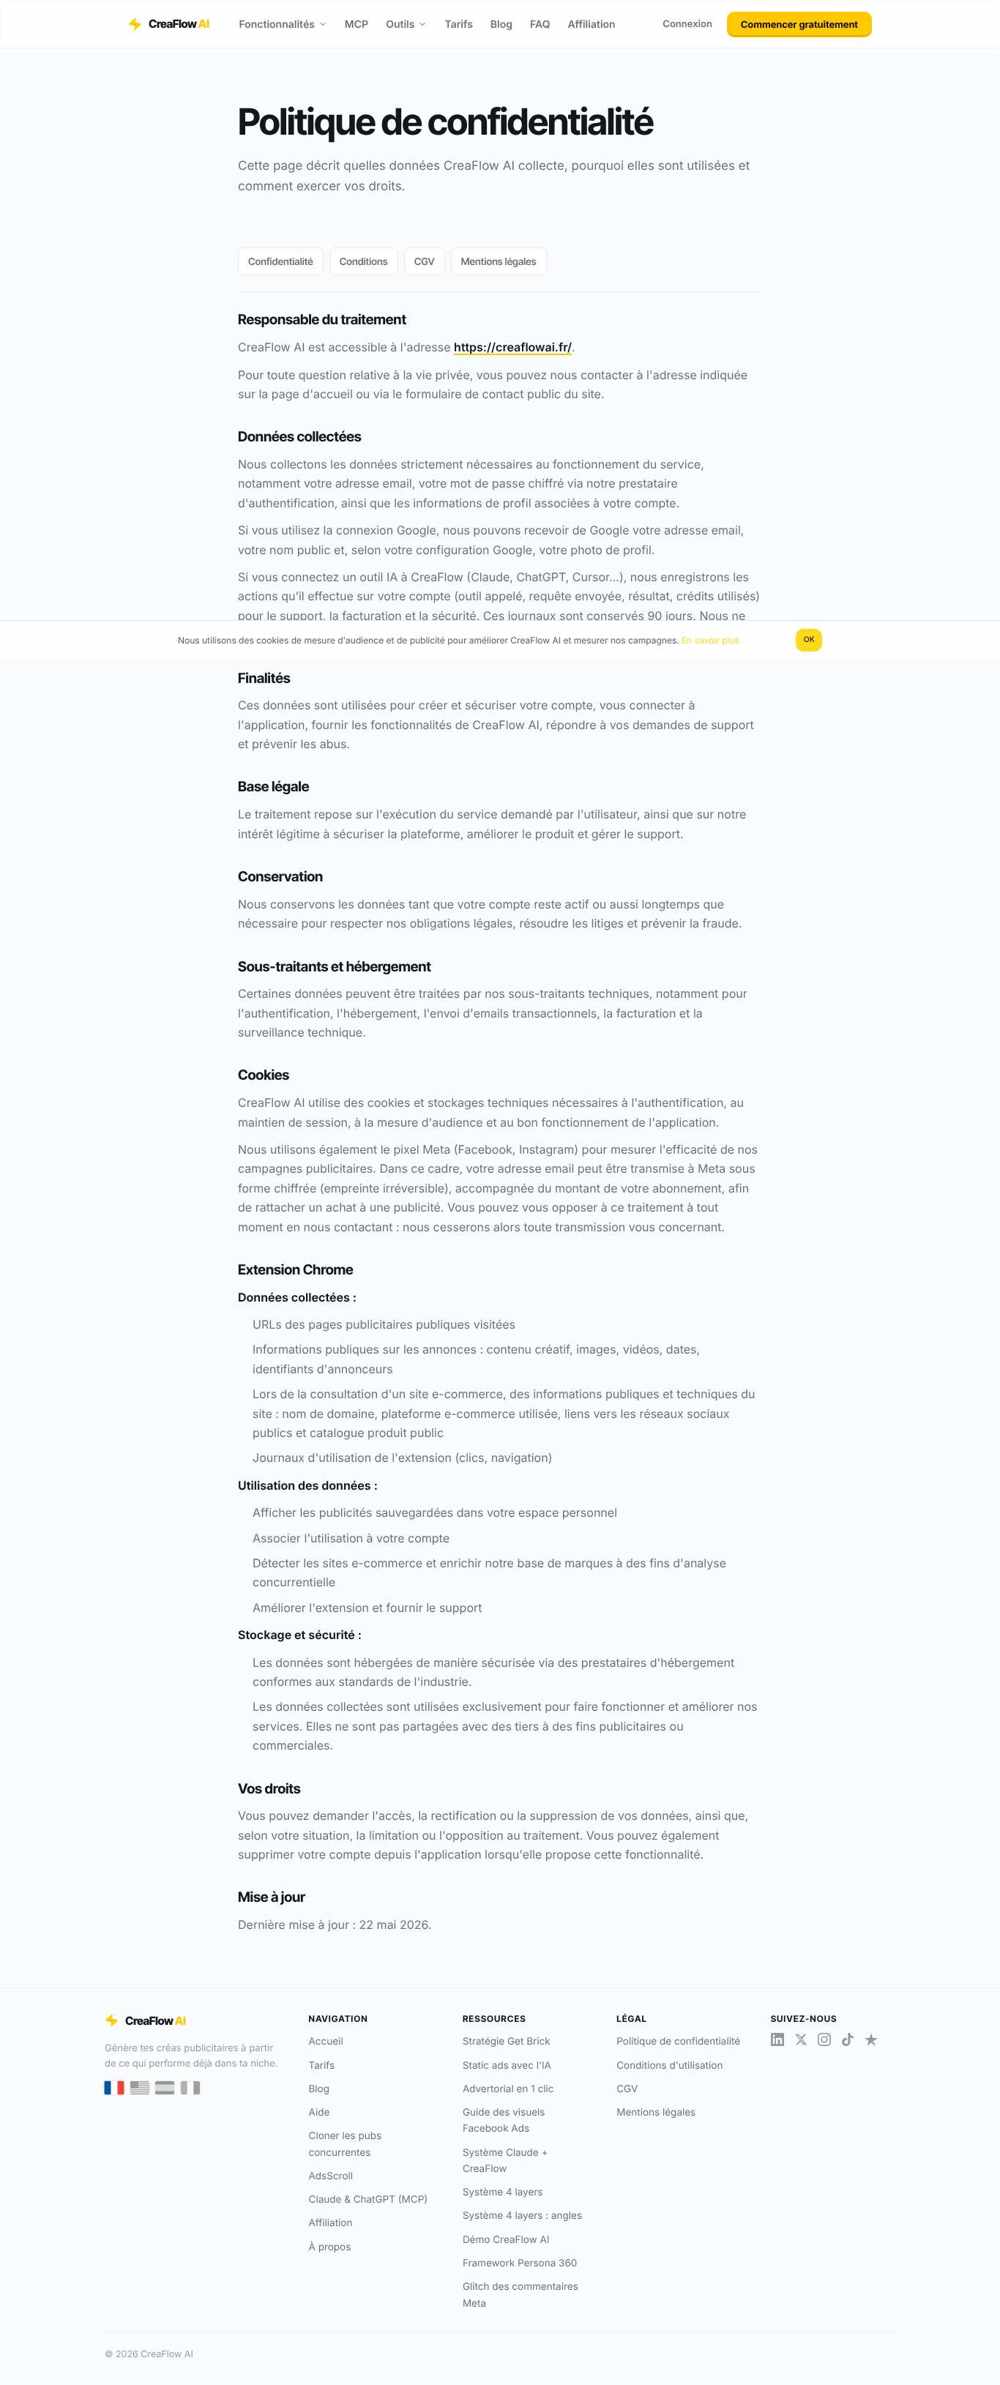 CreaFlow AI
Fonctionnalités
MCP
Outils
Tarifs
Blog
FAQ
Affiliation
Connexion
Commencer gratuitement
Politique de confidentialité
Cette page décrit quelles données CreaFlow AI collecte, pourquoi elles sont utilisées et
comment exercer vos droits.
Confidentialité
Conditions
CGV
Mentions légales
Responsable du traitement
CreaFlow AI est accessible à l'adresse https://creaflowai.fr/.
Pour toute question relative à la vie privée, vous pouvez nous contacter à l'adresse indiquée
sur la page d'accueil ou via le formulaire de contact public du site.
Données collectées
Nous collectons les données strictement nécessaires au fonctionnement du service,
notamment votre adresse email, votre mot de passe chiffré via notre prestataire
d'authentification, ainsi que les informations de profil associées à votre compte.
Si vous utilisez la connexion Google, nous pouvons recevoir de Google votre adresse email,
votre nom public et, selon votre configuration Google, votre photo de profil.
Si vous connectez un outil IA à CreaFlow (Claude, ChatGPT, Cursor…), nous enregistrons les
actions qu'il effectue sur votre compte (outil appelé, requête envoyée, résultat, crédits utilisés)
pour le support, la facturation et la sécurité. Ces journaux sont conservés 90 jours. Nous ne
Nous utilisons des cookies de mesure d'audience et de publicité pour améliorer CreaFlow AI et mesurer nos campagnes. En savoir plus
OK
Finalités
Ces données sont utilisées pour créer et sécuriser votre compte, vous connecter à
l'application, fournir les fonctionnalités de CreaFlow AI, répondre à vos demandes de support
et prévenir les abus.
Base légale
Le traitement repose sur l'exécution du service demandé par l'utilisateur, ainsi que sur notre
intérêt légitime à sécuriser la plateforme, améliorer le produit et gérer le support.
Conservation
Nous conservons les données tant que votre compte reste actif ou aussi longtemps que
nécessaire pour respecter nos obligations légales, résoudre les litiges et prévenir la fraude.
Sous-traitants et hébergement
Certaines données peuvent être traitées par nos sous-traitants techniques, notamment pour
l'authentification, l'hébergement, l'envoi d'emails transactionnels, la facturation et la
surveillance technique.
Cookies
CreaFlow AI utilise des cookies et stockages techniques nécessaires à l'authentification, au
maintien de session, à la mesure d'audience et au bon fonctionnement de l'application.
Nous utilisons également le pixel Meta (Facebook, Instagram) pour mesurer l'efficacité de nos
campagnes publicitaires. Dans ce cadre, votre adresse email peut être transmise à Meta sous
forme chiffrée (empreinte irréversible), accompagnée du montant de votre abonnement, afin
de rattacher un achat à une publicité. Vous pouvez vous opposer à ce traitement à tout
moment en nous contactant : nous cesserons alors toute transmission vous concernant.
Extension Chrome
Données collectées :
URLs des pages publicitaires publiques visitées
Informations publiques sur les annonces : contenu créatif, images, vidéos, dates,
identifiants d'annonceurs
Lors de la consultation d'un site e-commerce, des informations publiques et techniques du
site : nom de domaine, plateforme e-commerce utilisée, liens vers les réseaux sociaux
publics et catalogue produit public
Journaux d'utilisation de l'extension (clics, navigation)
Utilisation des données :
Afficher les publicités sauvegardées dans votre espace personnel
Associer l'utilisation à votre compte
Détecter les sites e-commerce et enrichir notre base de marques à des fins d'analyse
concurrentielle
Améliorer l'extension et fournir le support
Stockage et sécurité :
Les données sont hébergées de manière sécurisée via des prestataires d'hébergement
conformes aux standards de l'industrie.
Les données collectées sont utilisées exclusivement pour faire fonctionner et améliorer nos
services. Elles ne sont pas partagées avec des tiers à des fins publicitaires ou
commerciales.
Vos droits
Vous pouvez demander l'accès, la rectification ou la suppression de vos données, ainsi que,
selon votre situation, la limitation ou l'opposition au traitement. Vous pouvez également
supprimer votre compte depuis l'application lorsqu'elle propose cette fonctionnalité.
Mise à jour
Dernière mise à jour : 22 mai 2026.
CreaFlow AI
Génère tes créas publicitaires à partir
de ce qui performe déjà dans ta niche.
NAVIGATION
Accueil
Tarifs
Blog
Aide
Cloner les pubs
concurrentes
AdsScroll
Claude & ChatGPT (MCP)
Affiliation
À propos
RESSOURCES
Stratégie Get Brick
Static ads avec l'IA
Advertorial en 1 clic
Guide des visuels
Facebook Ads
Système Claude +
CreaFlow
Système 4 layers
Système 4 layers : angles
Démo CreaFlow AI
Framework Persona 360
Glitch des commentaires
Meta
LÉGAL
Politique de confidentialité
Conditions d'utilisation
CGV
Mentions légales
SUIVEZ-NOUS
© 2026 CreaFlow AI